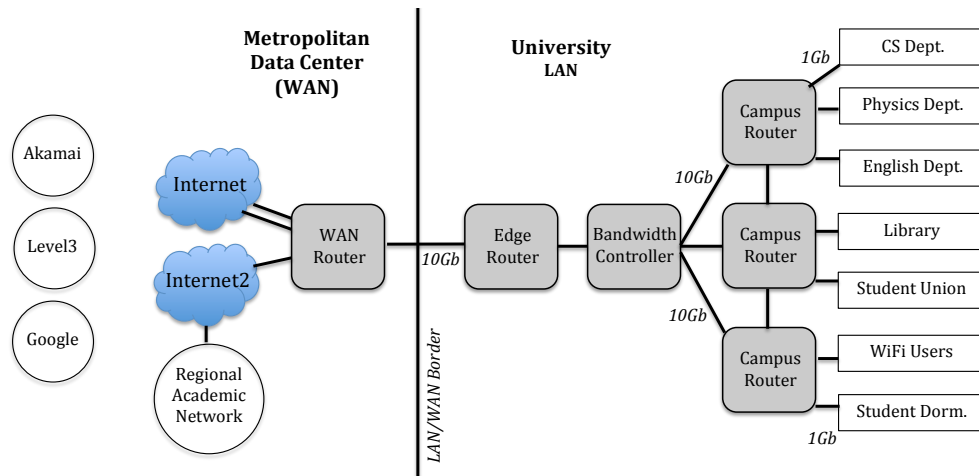 Metropolitan
Data Center
(WAN)
University
LAN
Akamai
Level3
Google
Internet
Internet2
Regional
Academic
Network
WAN
Router
LAN/WAN Border
10Gb
Edge
Router
Bandwidth
Controller
10Gb
10Gb
Campus
Router
Campus
Router
Campus
Router
1Gb
CS Dept.
Physics Dept.
English Dept.
Library
Student Union
WiFi Users
Student Dorm.
1Gb